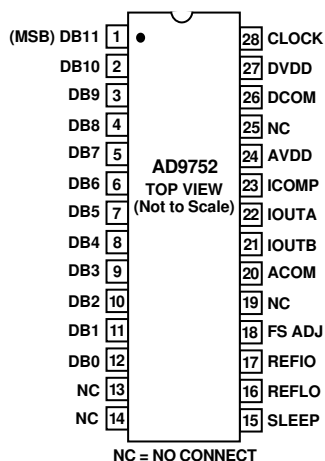 (MSB) DB11 1 28 CLOCK
DB10 2 27 DVDD
DB9 3 26 DCOM
DB8 4 25 NC
DB7 5 24 AVDD
DB6 6 23 ICOMP
DB5 7 22 IOUTA
DB4 8 21 IOUTB
DB3 9 20 ACOM
DB2 10 19 NC
DB1 11 18 FS ADJ
DB0 12 17 REFIO
NC 13 16 REFLO
NC 14 15 SLEEP
AD9752
TOP VIEW
(Not to Scale)
NC = NO CONNECT